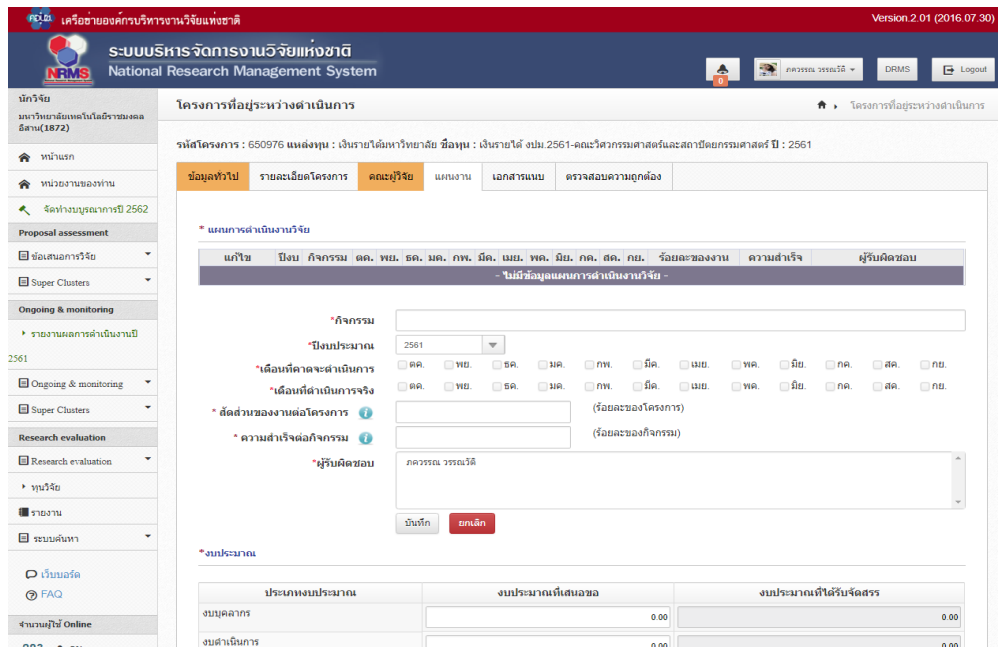 คอบช. เครือข่ายองค์กรบริหารงานวิจัยแห่งชาติ
Version.2.01 (2016.07.30)
NRMS
ระบบบริหารจัดการงานวิจัยแห่งชาติ
National Research Management System
0
ภควรรณ วรรณวัติ
DRMS
Logout
นักวิจัย
มหาวิทยาลัยเทคโนโลยีราชมงคล
อีสาน(1872)
หน้าแรก
หน่วยงานของท่าน
จัดทำงบบูรณาการปี 2562
Proposal assessment
ข้อเสนอการวิจัย
Super Clusters
Ongoing & monitoring
รายงานผลการดำเนินงานปี
2561
Ongoing & monitoring
Super Clusters
Research evaluation
Research evaluation
ทุนวิจัย
รายงาน
ระบบค้นหา
เว็บบอร์ด
FAQ
จำนวนผู้ใช้ Online
โครงการที่อยู่ระหว่างดำเนินการ
โครงการที่อยู่ระหว่างดำเนินการ
รหัสโครงการ : 650976 แหล่งทุน : เงินรายได้มหาวิทยาลัย ชื่อทุน : เงินรายได้ งปม.2561-คณะวิศวกรรมศาสตร์และสถาปัตยกรรมศาสตร์ ปี : 2561
ข้อมูลทั่วไป รายละเอียดโครงการ คณะผู้วิจัย แผนงาน เอกสารแนบ ตรวจสอบความถูกต้อง
* แผนการดำเนินงานวิจัย
แก้ไข ปีงบ กิจกรรม ตค. พย. ธค. มค. กพ. มีค. เมย. พค. มิย. กค. สค. กย. ร้อยละของงาน ความสำเร็จ ผู้รับผิดชอบ
- ไม่มีข้อมูลแผนการดำเนินงานวิจัย -
*กิจกรรม
*ปีงบประมาณ 2561
*เดือนที่คาดจะดำเนินการ ตค. พย. ธค. มค. กพ. มีค. เมย. พค. มิย. กค. สค. กย.
*เดือนที่ดำเนินการจริง ตค. พย. ธค. มค. กพ. มีค. เมย. พค. มิย. กค. สค. กย.
* สัดส่วนของงานต่อโครงการ (ร้อยละของโครงการ)
* ความสำเร็จต่อกิจกรรม (ร้อยละของกิจกรรม)
*ผู้รับผิดชอบ ภควรรณ วรรณวัติ
บันทึก ยกเลิก
*งบประมาณ
ประเภทงบประมาณ งบประมาณที่เสนอขอ งบประมาณที่ได้รับจัดสรร
งบบุคลากร 0.00 0.00
งบดำเนินการ 0.00 0.00